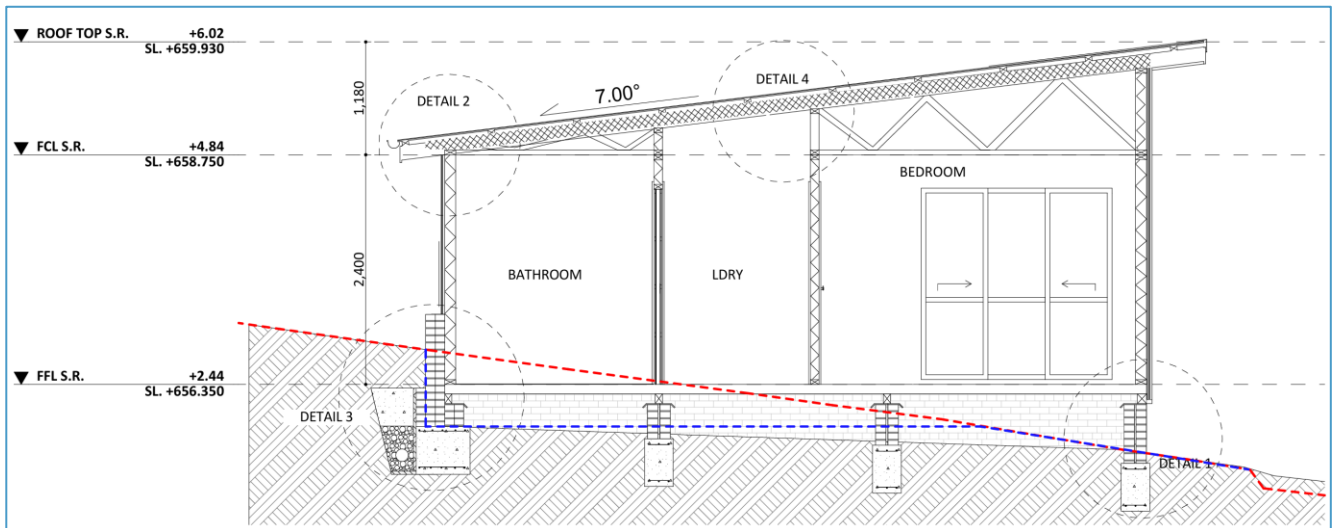 ROOF TOP S.R. +6.02
SL. +659.930
1,180
DETAIL 2
7.00°
DETAIL 4
FCL S.R. +4.84
SL. +658.750
BEDROOM
2,400
BATHROOM
LDRY
FFL S.R. +2.44
SL. +656.350
DETAIL 3
DETAIL 1